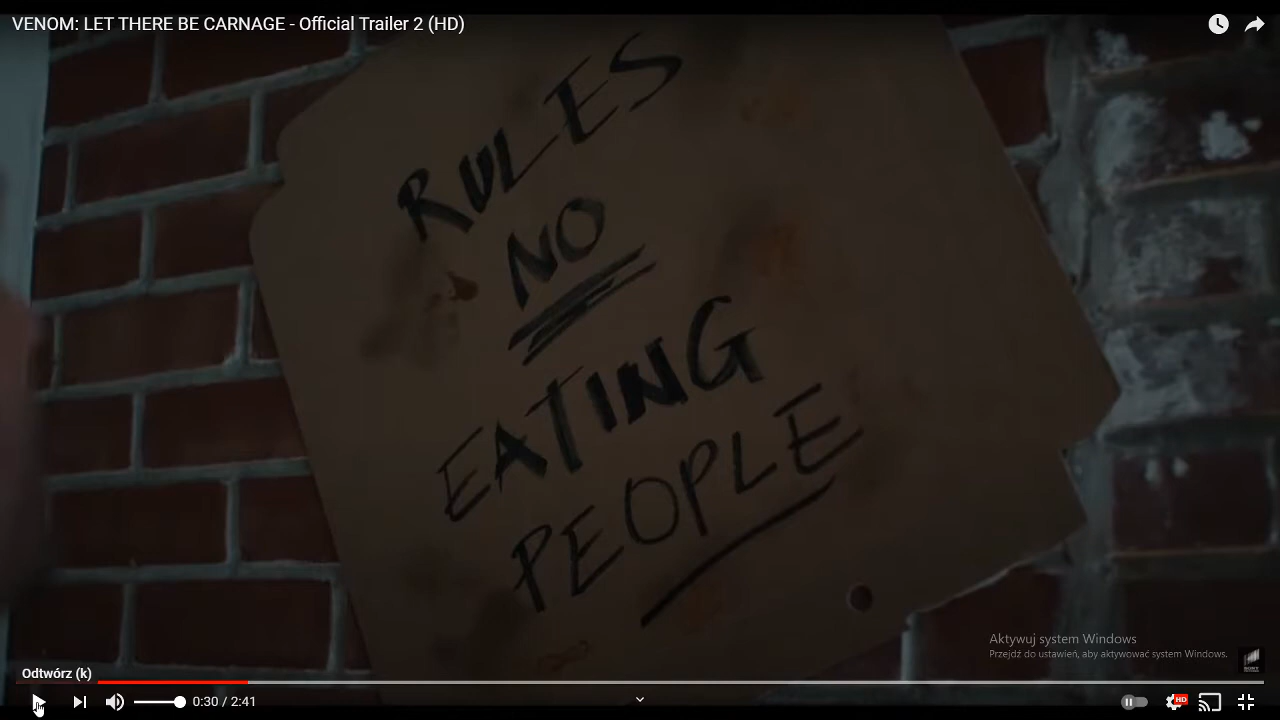 VENOM: LET THERE BE CARNAGE - Official Trailer 2 (HD)
RULES
NO
EATING
PEOPLE
Aktywuj system Windows
Przejdź do ustawień, aby aktywować system Windows.
Odtwórz (k)
0:30 / 2:41
HD